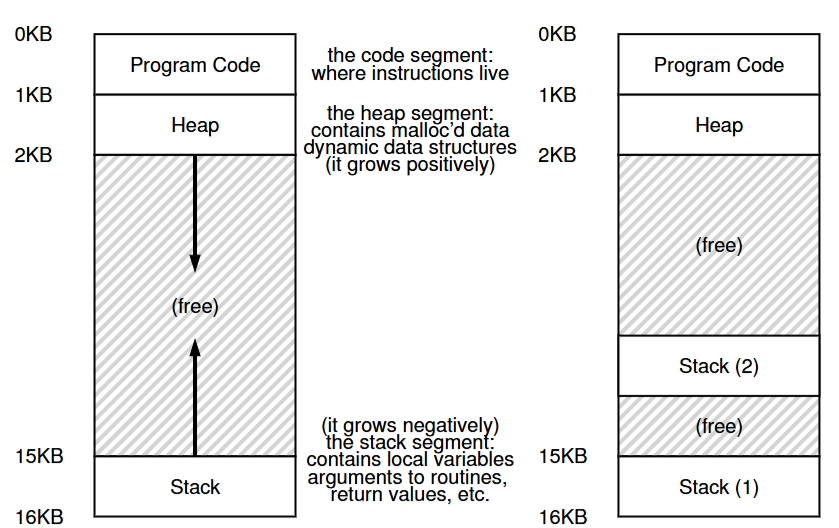 0KB
Program Code
the code segment:
where instructions live
1KB
Heap
the heap segment:
contains malloc'd data
dynamic data structures
(it grows positively)
2KB
(free)
(it grows negatively)
the stack segment:
contains local variables
arguments to routines,
return values, etc.
15KB
Stack
16KB
0KB
Program Code
1KB
Heap
2KB
(free)
Stack (2)
(free)
15KB
Stack (1)
16KB